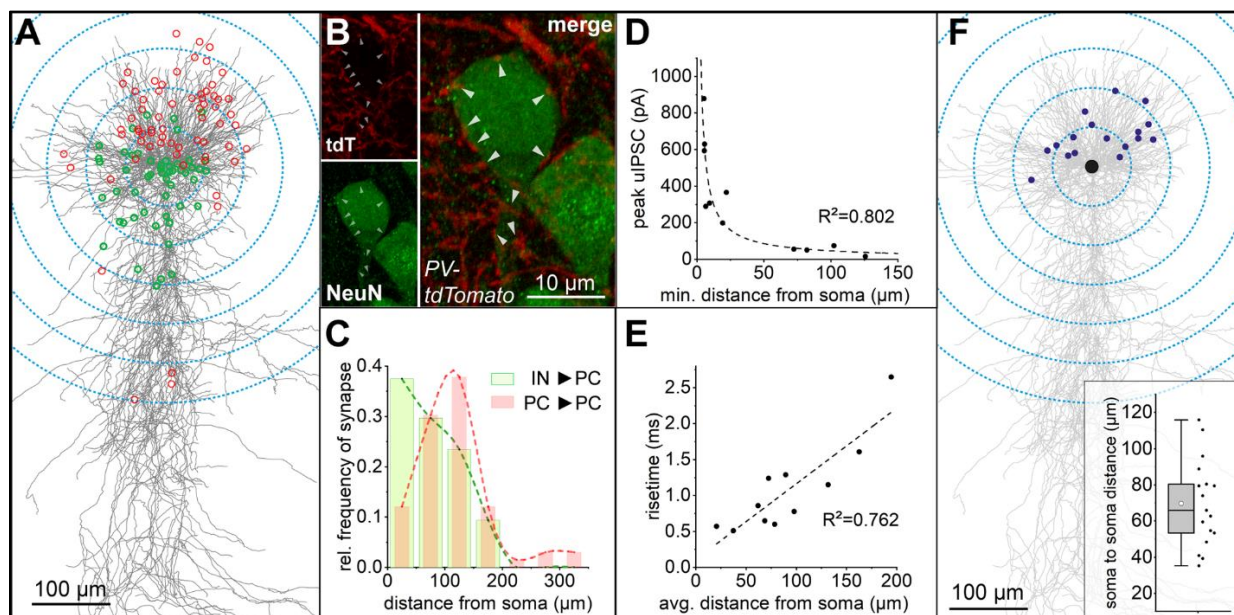 A
100 µm
B
tdT
NeuN
merge
PV-
tdTomato
10 µm
C
rel. frequency of synapse
0.4
0.3
0.2
0.1
0.0
IN ►PC
PC ►PC
0
100
200
300
distance from soma (µm)
D
peak uIPSC (pA)
1000
800
600
400
200
0
R²=0.802
0
50
100
150
min. distance from soma (µm)
E
risetime (ms)
2.5
2.0
1.5
1.0
0.5
0.0
R²=0.762
0
50
100
150
200
avg. distance from soma (µm)
F
100 µm
soma to soma distance (µm)
120
100
80
60
40
20